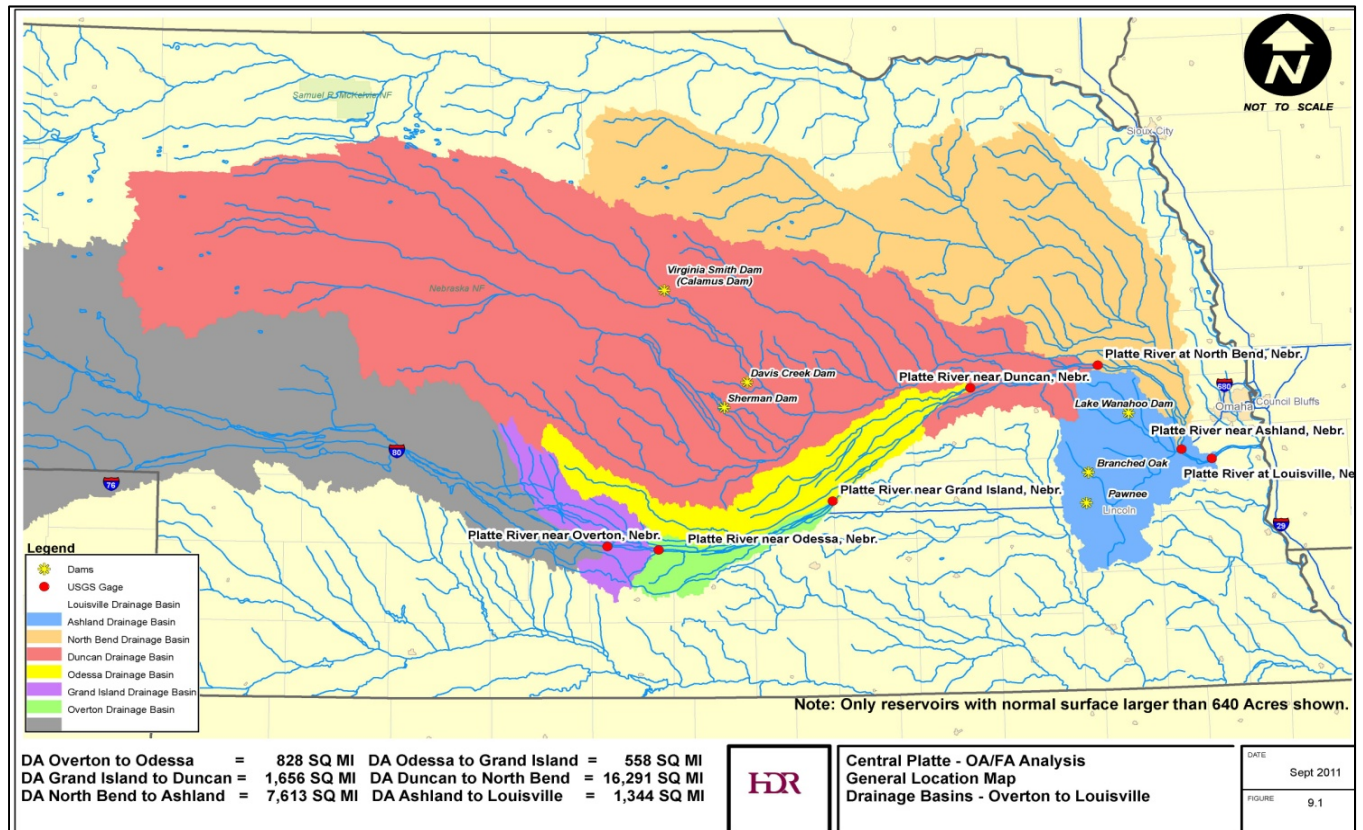 Samuel R. McKelvie NF
NOT TO SCALE
Sioux City
Virginia Smith Dam
(Calamus Dam)
Nebraska NF
Platte River at North Bend, Nebr.
Davis Creek Dam
Platte River near Duncan, Nebr.
680
Sherman Dam
Lake Wanahoo Dam
Omaha
Council Bluffs
Platte River near Ashland, Nebr.
80
Branched Oak
Platte River at Louisville, Ne
76
Platte River near Grand Island, Nebr.
Pawnee
Lincoln
29
Platte River near Overton, Nebr.
Platte River near Odessa, Nebr.
Legend
Dams
USGS Gage
Louisville Drainage Basin
Ashland Drainage Basin
North Bend Drainage Basin
Duncan Drainage Basin
Odessa Drainage Basin
Grand Island Drainage Basin
Overton Drainage Basin
Note: Only reservoirs with normal surface larger than 640 Acres shown.
DA Overton to Odessa = 828 SQ MI DA Odessa to Grand Island = 558 SQ MI
DA Grand Island to Duncan = 1,656 SQ MI DA Duncan to North Bend = 16,291 SQ MI
DA North Bend to Ashland = 7,613 SQ MI DA Ashland to Louisville = 1,344 SQ MI
HDR
Central Platte - OA/FA Analysis
General Location Map
Drainage Basins - Overton to Louisville
DATE
Sept 2011
FIGURE 9.1
N